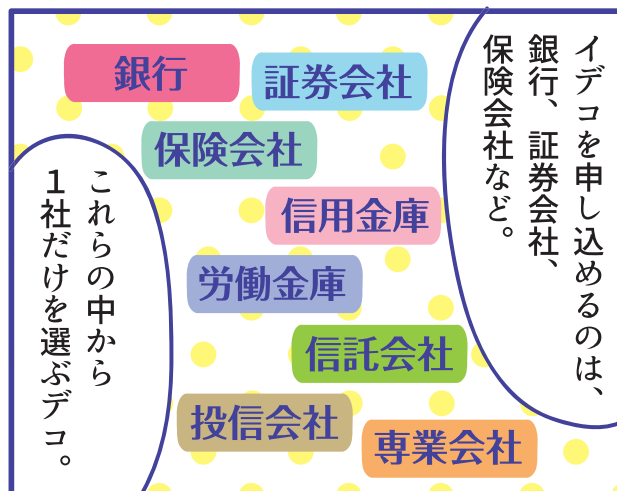 イデコを申し込めるのは、
銀行、証券会社、
保険会社など。
銀行
証券会社
保険会社
信用金庫
労働金庫
信託会社
投信会社
専業会社
これらの中から
１社だけを選ぶデコ。